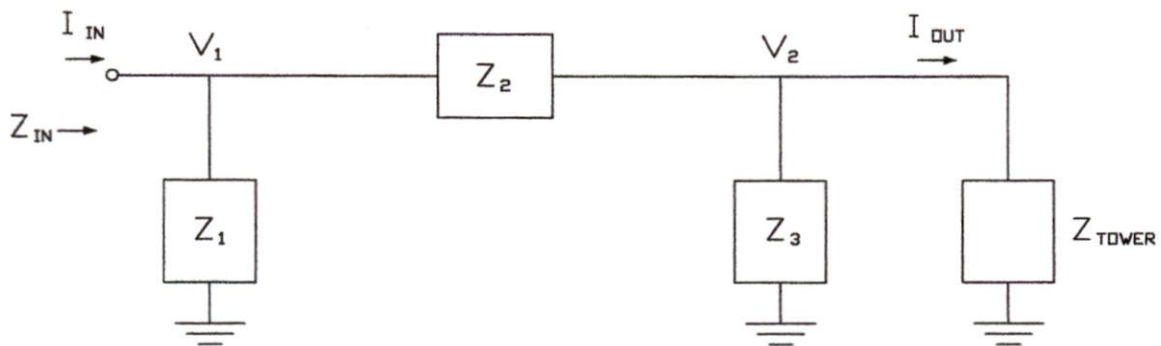 I IN
V1
Z2
V2
I OUT
Z IN
Z1
Z3
Z TOWER